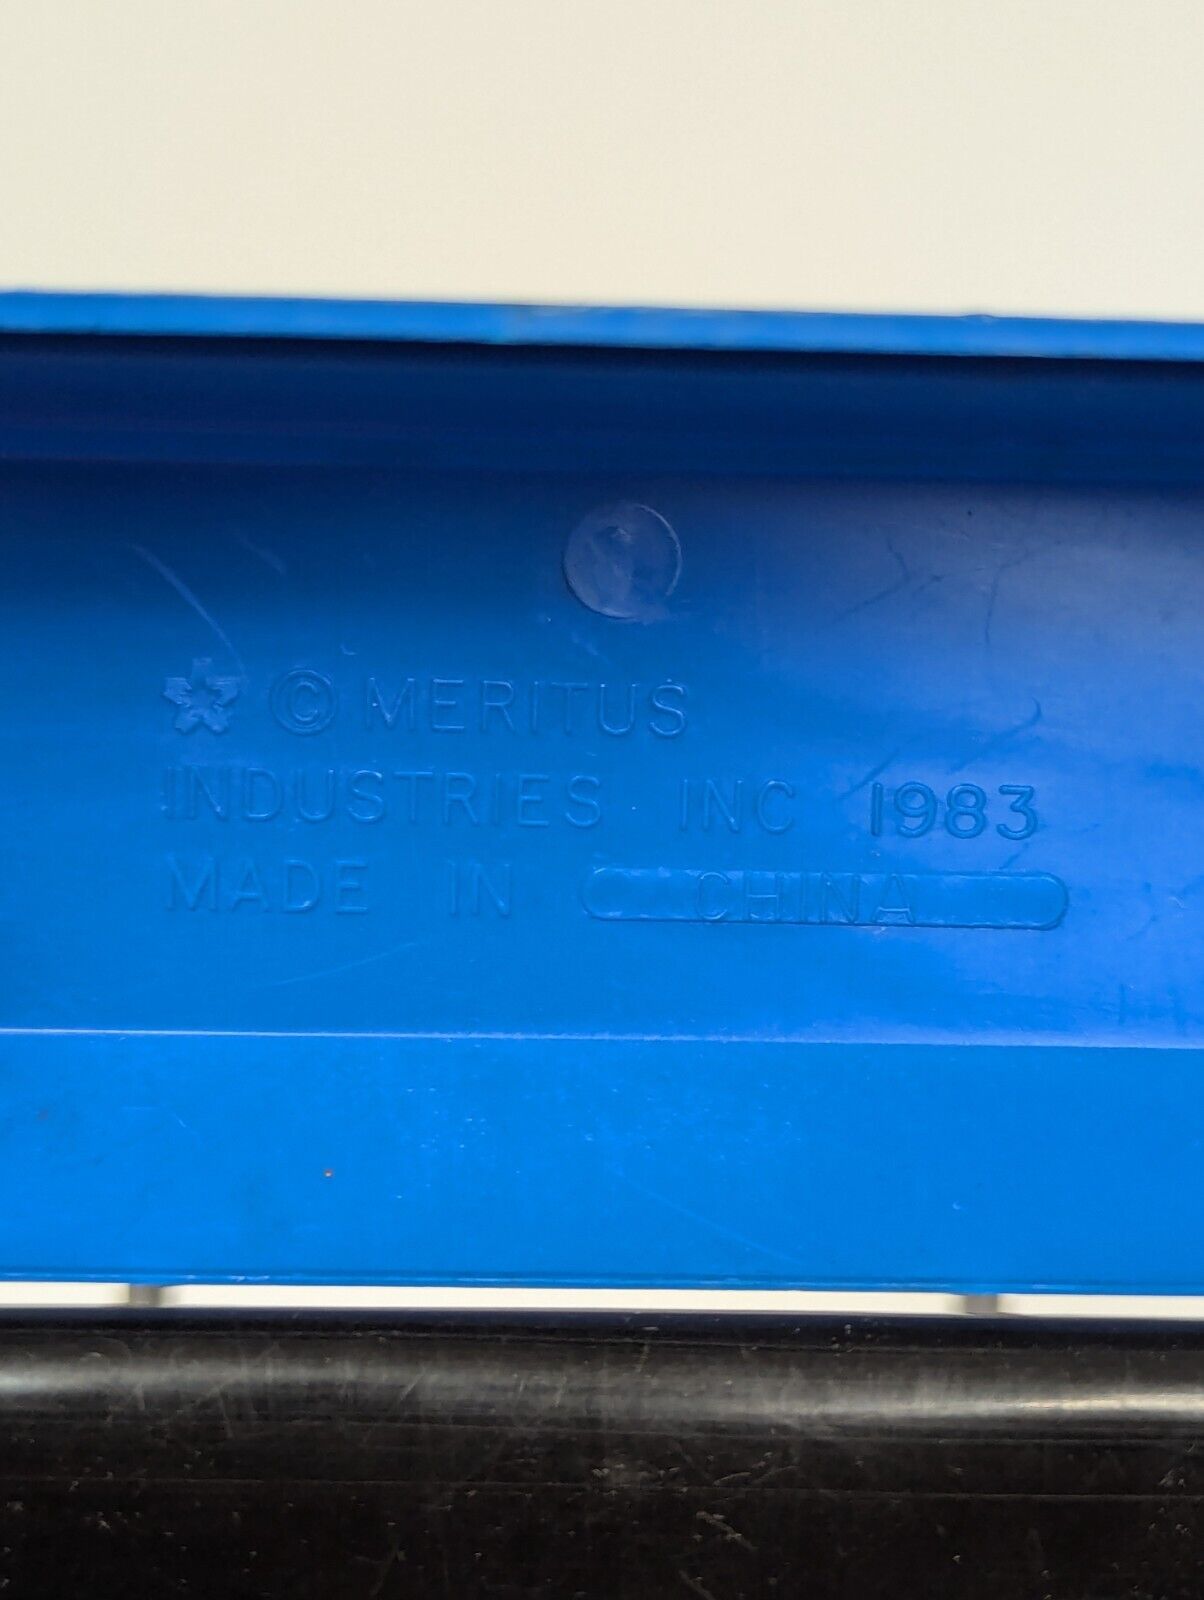 © MERITUS
INDUSTRIES INC 1983
MADE IN CHINA